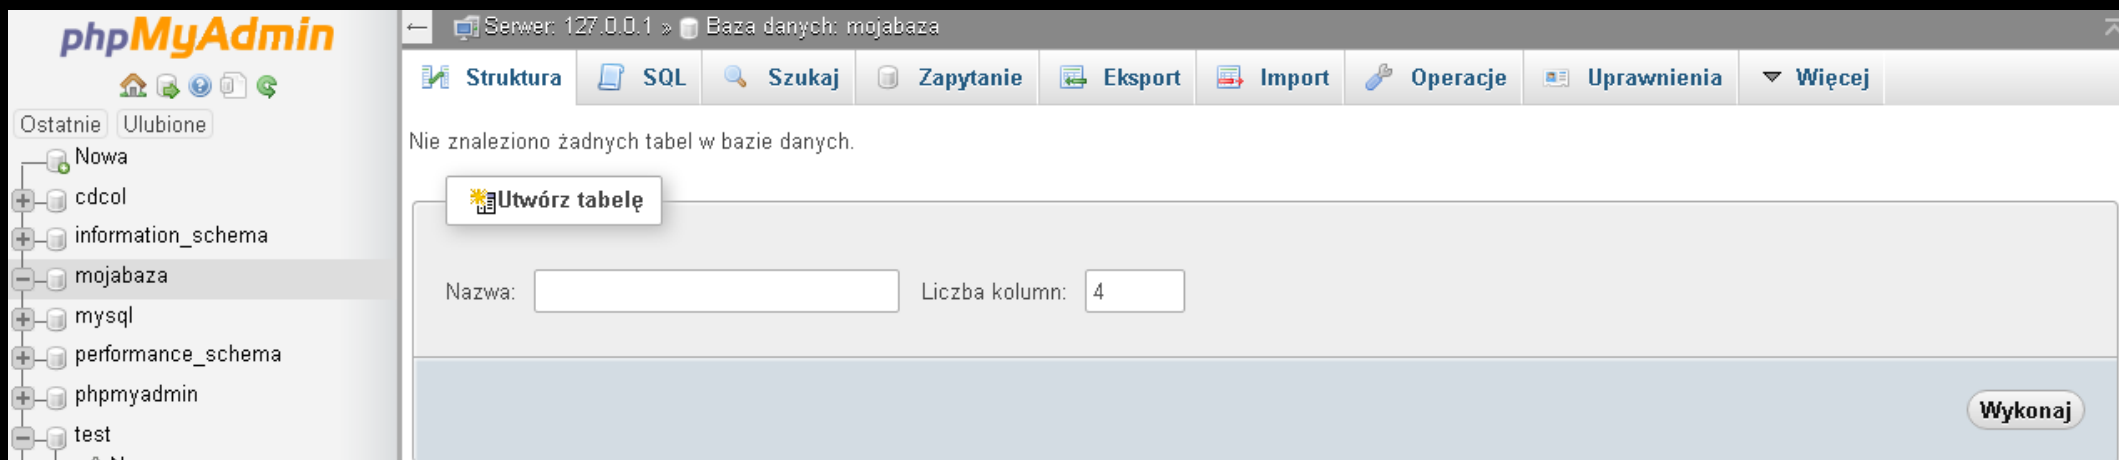 phpMyAdmin
Ostatnie Ulubione
Nowa
cdcol
information_schema
mojabaza
mysql
performance_schema
phpmyadmin
test
Serwer: 127.0.0.1 » Baza danych: mojabaza
Struktura SQL Szukaj Zapytanie Eksport Import Operacje Uprawnienia Więcej
Nie znaleziono żadnych tabel w bazie danych.
Utwórz tabelę
Nazwa: Liczba kolumn: 4
Wykonaj